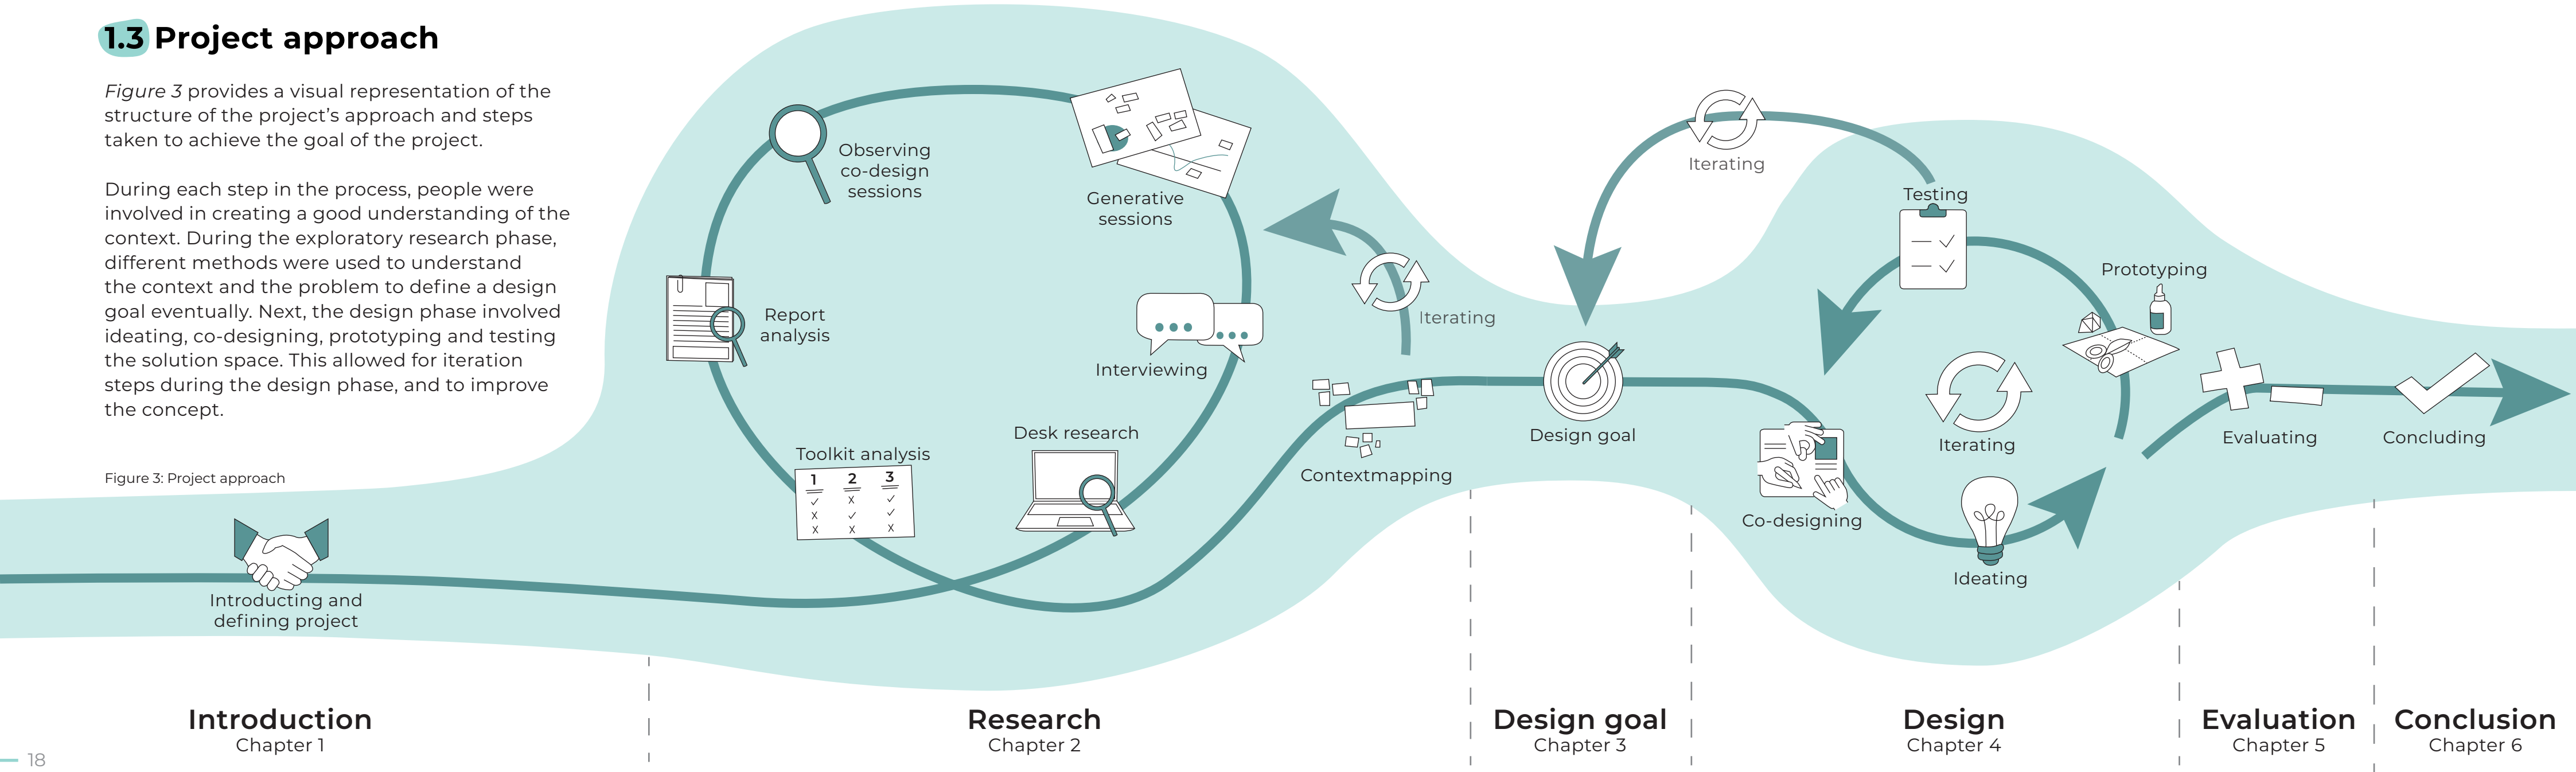 1.3 Project approach
Figure 3 provides a visual representation of the
structure of the project’s approach and steps
taken to achieve the goal of the project.
During each step in the process, people were
involved in creating a good understanding of the
context. During the exploratory research phase,
different methods were used to understand
the context and the problem to define a design
goal eventually. Next, the design phase involved
ideating, co-designing, prototyping and testing
the solution space. This allowed for iteration
steps during the design phase, and to improve
the concept.
Figure 3: Project approach
Introducting and
defining project
Observing
co-design
sessions
Generative
sessions
Report
analysis
Interviewing
Toolkit analysis
1 2 3
✓ X ✓
X ✓ ✓
X X X
Desk research
Iterating
Contextmapping
Design goal
Iterating
Testing
Prototyping
Iterating
Co-designing
Ideating
Evaluating
Concluding
Introduction
Chapter 1
Research
Chapter 2
Design goal
Chapter 3
Design
Chapter 4
Evaluation
Chapter 5
Conclusion
Chapter 6
18